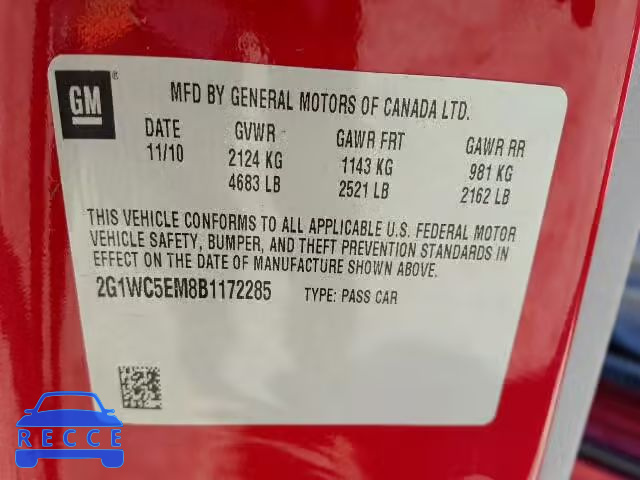 GM ®
MFD BY GENERAL MOTORS OF CANADA LTD.
DATE GVWR GAWR FRT GAWR RR
11/10 2124 KG 1143 KG 981 KG
4683 LB 2521 LB 2162 LB
THIS VEHICLE CONFORMS TO ALL APPLICABLE U.S. FEDERAL MOTOR
VEHICLE SAFETY, BUMPER, AND THEFT PREVENTION STANDARDS IN
EFFECT ON THE DATE OF MANUFACTURE SHOWN ABOVE.
2G1WC5EM8B1172285 TYPE: PASS CAR
RECCE